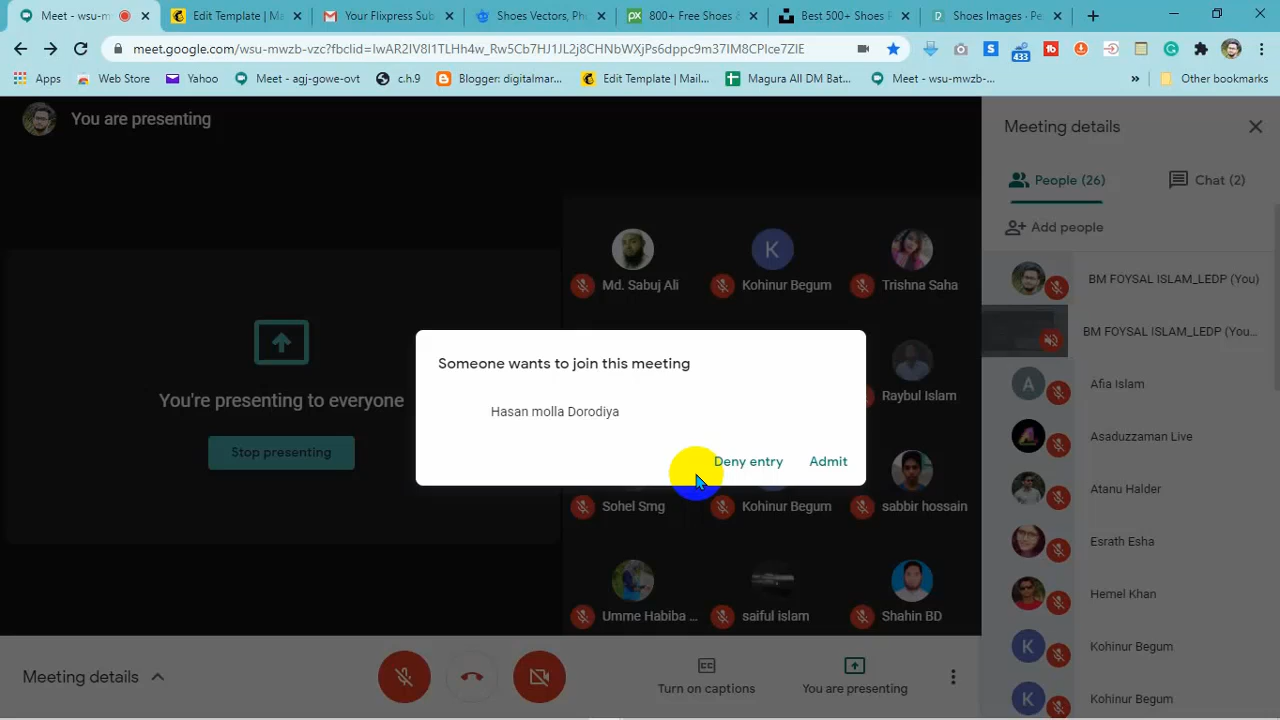 Meet - wsu-m
Edit Template | M
Your Flixpress Sub
Shoes Vectors, Ph
800+ Free Shoes &
Best 500+ Shoes P
Shoes Images - Pe
meet.google.com/wsu-mwzb-vzc?fbclid=IwAR2IV8I1TLHh4w_Rw5Cb7HJ1JL2j8CHNbWXjPs6dppc9m37IM8CPIce7ZIE
433
Apps
Web Store
Yahoo
Meet - agj-gowe-ovt
c.h.9
Blogger: digitalmar...
Edit Template | Mail...
Magura All DM Bat...
Meet - wsu-mwzb-...
»
Other bookmarks
You are presenting
Meeting details
People (26)
Chat (2)
Add people
BM FOYSAL ISLAM_LEDP (You)
BM FOYSAL ISLAM_LEDP (You...
Afia Islam
Asaduzzaman Live
Atanu Halder
Esrath Esha
Hemel Khan
K Kohinur Begum
K Kohinur Begum
Md. Sabuj Ali
K Kohinur Begum
Trishna Saha
Raybul Islam
Sohel Smg
Kohinur Begum
sabbir hossain
Umme Habiba ...
saiful islam
Shahin BD
You're presenting to everyone
Stop presenting
Someone wants to join this meeting
Hasan molla Dorodiya
Deny entry
Admit
Meeting details
Turn on captions
You are presenting